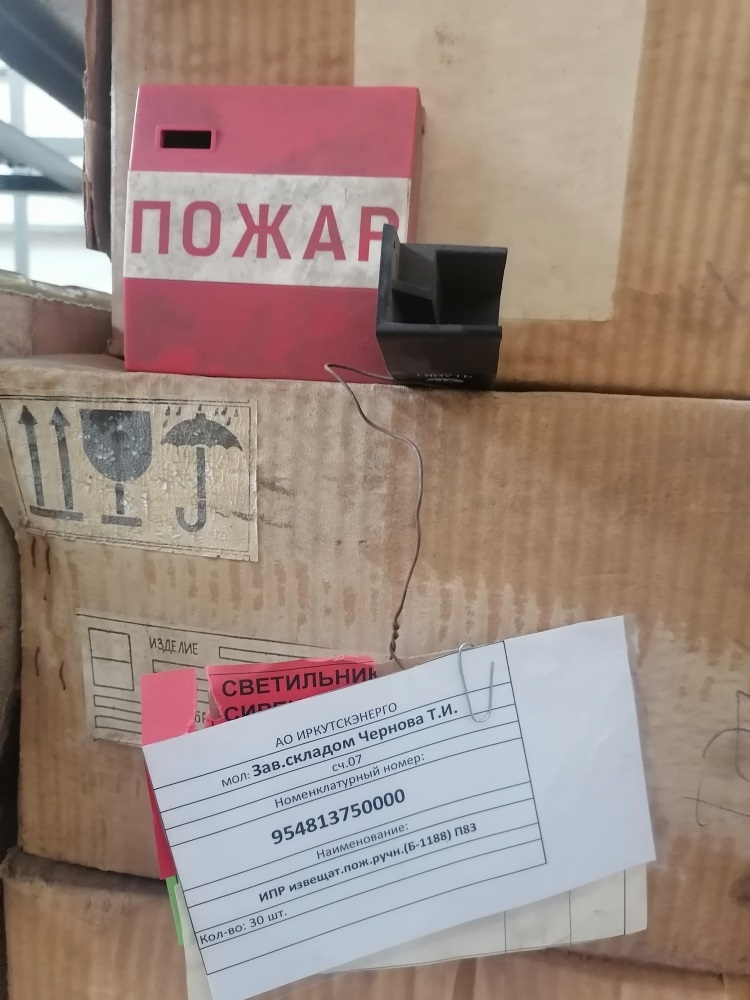 ПОЖАР
ИЗДЕЛИЕ
СВЕТИЛЬНИК
АО ИРКУТСКЭНЕРГО
мол: Зав.складом Чернова Т.И.
сч.07
Номенклатурный номер:
954813750000
Наименование:
ИПР извещат.пож.ручн.(Б-1188) П83
Кол-во: 30 шт.